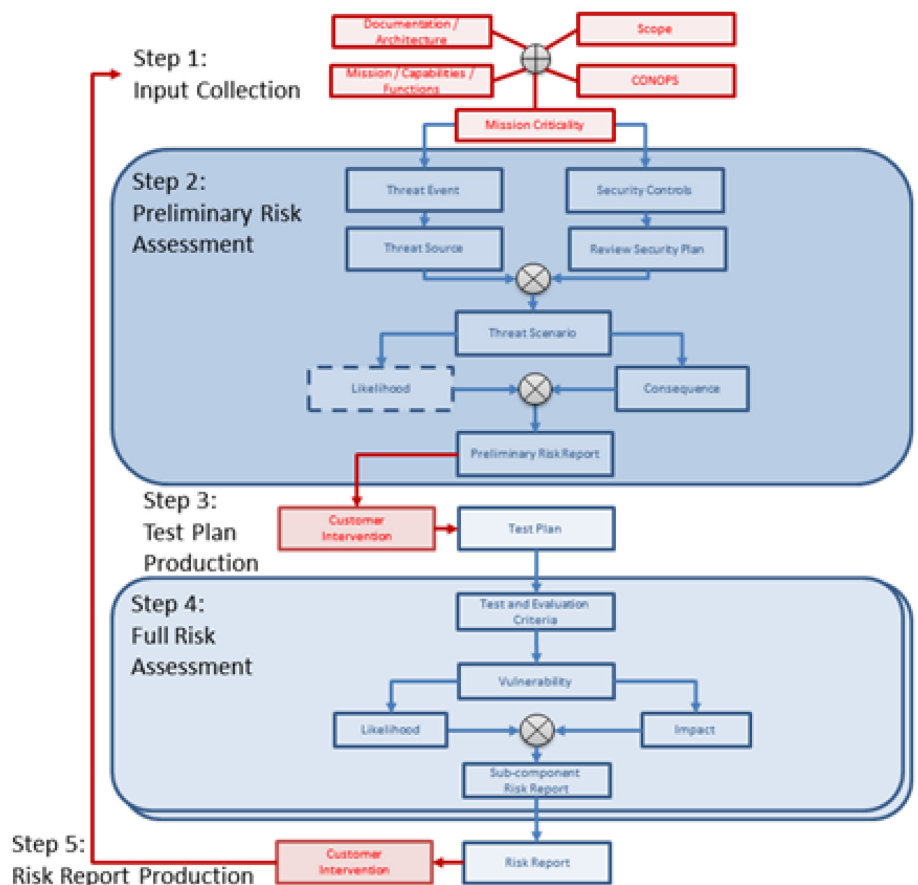 Step 1:
Input Collection
Documentation /
Architecture
Scope
Mission / Capabilities /
Functions
CONOPS
Mission Criticality
Step 2:
Preliminary Risk
Assessment
Threat Event
Security Controls
Threat Source
Review Security Plan
Threat Scenario
Likelihood
Consequence
Preliminary Risk Report
Step 3:
Test Plan
Production
Customer
Intervention
Test Plan
Step 4:
Full Risk
Assessment
Test and Evaluation
Criteria
Vulnerability
Likelihood
Impact
Sub-component
Risk Report
Step 5:
Risk Report Production
Customer
Intervention
Risk Report